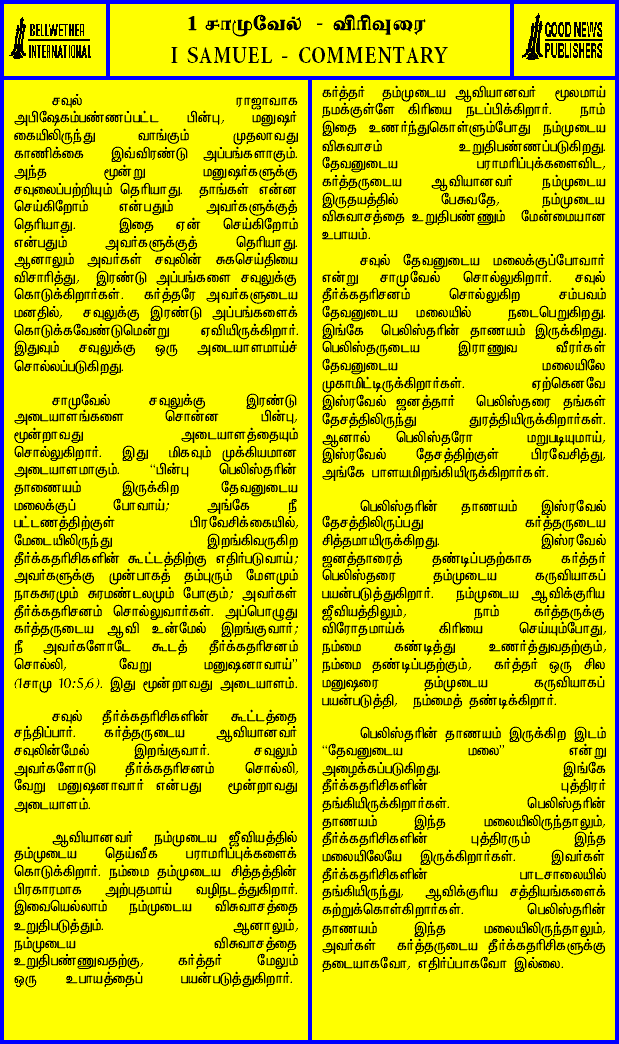 BELLWETHER
INTERNATIONAL
1 சாமுவேல் - விரிவுரை
I SAMUEL - COMMENTARY
GOOD NEWS
PUBLISHERS
சவுல் ராஜாவாக
அபிஷேகம்பண்ணப்பட்ட பின்பு, மனுஷர்
கையிலிருந்து வாங்கும் முதலாவது
காணிக்கை இவ்விரண்டு அப்பங்களாகும்.
அந்த மூன்று மனுஷர்களுக்கு
சவுலைப்பற்றியும் தெரியாது. தாங்கள் என்ன
செய்கிறோம் என்பதும் அவர்களுக்குத்
தெரியாது. இதை ஏன் செய்கிறோம்
என்பதும் அவர்களுக்குத் தெரியாது.
ஆனாலும் அவர்கள் சவுலின் சுகசெய்தியை
விசாரித்து, இரண்டு அப்பங்களை சவுலுக்கு
கொடுக்கிறார்கள். கர்த்தரே அவர்களுடைய
மனதில், சவுலுக்கு இரண்டு அப்பங்களைக்
கொடுக்கவேண்டுமென்று ஏவியிருக்கிறார்.
இதுவும் சவுலுக்கு ஒரு அடையாளமாய்ச்
சொல்லப்படுகிறது.
சாமுவேல் சவுலுக்கு இரண்டு
அடையாளங்களை சொன்ன பின்பு,
மூன்றாவது அடையாளத்தையும்
சொல்லுகிறார். இது மிகவும் முக்கியமான
அடையாளமாகும். "பின்பு பெலிஸ்தரின்
தாணையம் இருக்கிற தேவனுடைய
மலைக்குப் போவாய்; அங்கே நீ
பட்டணத்திற்குள் பிரவேசிக்கையில்,
மேடையிலிருந்து இறங்கிவருகிற
தீர்க்கதரிசிகளின் கூட்டத்திற்கு எதிர்படுவாய்;
அவர்களுக்கு முன்பாகத் தம்புரும் மேளமும்
நாகசுரமும் சுரமண்டலமும் போகும்; அவர்கள்
தீர்க்கதரிசனம் சொல்லுவார்கள். அப்பொழுது
கர்த்தருடைய ஆவி உன்மேல் இறங்குவார்;
நீ அவர்களோடே கூடத் தீர்க்கதரிசனம்
சொல்லி, வேறு மனுஷனாவாய்"
(1சாமு 10:5,6). இது மூன்றாவது அடையாளம்.
சவுல் தீர்க்கதரிசிகளின் கூட்டத்தை
சந்திப்பார். கர்த்தருடைய ஆவியானவர்
சவுலின்மேல் இறங்குவார். சவுலும்
அவர்களோடு தீர்க்கதரிசனம் சொல்லி,
வேறு மனுஷனாவார் என்பது மூன்றாவது
அடையாளம்.
ஆவியானவர் நம்முடைய ஜீவியத்தில்
தம்முடைய தெய்வீக பராமரிப்புக்களைக்
கொடுக்கிறார். நம்மை தம்முடைய சித்தத்தின்
பிரகாரமாக அற்புதமாய் வழிநடத்துகிறார்.
இவையெல்லாம் நம்முடைய விசுவாசத்தை
உறுதிபடுத்தும். ஆனாலும்,
நம்முடைய விசுவாசத்தை
உறுதிபண்ணுவதற்கு, கர்த்தர் மேலும்
ஒரு உபாயத்தைப் பயன்படுத்துகிறார்.
கர்த்தர் தம்முடைய ஆவியானவர் மூலமாய்
நமக்குள்ளே கிரியை நடப்பிக்கிறார். நாம்
இதை உணர்ந்துகொள்ளும்போது நம்முடைய
விசுவாசம் உறுதிபண்ணப்படுகிறது.
தேவனுடைய பராமரிப்புக்களைவிட,
கர்த்தருடைய ஆவியானவர் நம்முடைய
இருதயத்தில் பேசுவதே, நம்முடைய
விசுவாசத்தை உறுதிபண்ணும் மேன்மையான
உபாயம்.
சவுல் தேவனுடைய மலைக்குப்போவார்
என்று சாமுவேல் சொல்லுகிறார். சவுல்
தீர்க்கதரிசனம் சொல்லுகிற சம்பவம்
தேவனுடைய மலையில் நடைபெறுகிறது.
இங்கே பெலிஸ்தரின் தாணயம் இருக்கிறது.
பெலிஸ்தருடைய இராணுவ வீரர்கள்
தேவனுடைய மலையிலே
முகாமிட்டிருக்கிறார்கள். ஏற்கெனவே
இஸ்ரவேல் ஜனத்தார் பெலிஸ்தரை தங்கள்
தேசத்திலிருந்து துரத்தியிருக்கிறார்கள்.
ஆனால் பெலிஸ்தரோ மறுபடியுமாய்,
இஸ்ரவேல் தேசத்திற்குள் பிரவேசித்து,
அங்கே பாளயமிறங்கியிருக்கிறார்கள்.
பெலிஸ்தரின் தாணயம் இஸ்ரவேல்
தேசத்திலிருப்பது கர்த்தருடைய
சித்தமாயிருக்கிறது. இஸ்ரவேல்
ஜனத்தாரைத் தண்டிப்பதற்காக கர்த்தர்
பெலிஸ்தரை தம்முடைய கருவியாகப்
பயன்படுத்துகிறார். நம்முடைய ஆவிக்குரிய
ஜீவியத்திலும், நாம் கர்த்தருக்கு
விரோதமாய்க் கிரியை செய்யும்போது,
நம்மை கண்டித்து உணர்த்துவதற்கும்,
நம்மை தண்டிப்பதற்கும், கர்த்தர் ஒரு சில
மனுஷரை தம்முடைய கருவியாகப்
பயன்படுத்தி, நம்மைத் தண்டிக்கிறார்.
பெலிஸ்தரின் தாணயம் இருக்கிற இடம்
"தேவனுடைய மலை" என்று
அழைக்கப்படுகிறது. இங்கே
தீர்க்கதரிசிகளின் புத்திரர்
தங்கியிருக்கிறார்கள். பெலிஸ்தரின்
தாணயம் இந்த மலையிலிருந்தாலும்,
தீர்க்கதரிசிகளின் புத்திரரும் இந்த
மலையிலேயே இருக்கிறார்கள். இவர்கள்
தீர்க்கதரிசிகளின் பாடசாலையில்
தங்கியிருந்து, ஆவிக்குரிய சத்தியங்களைக்
கற்றுக்கொள்கிறார்கள். பெலிஸ்தரின்
தாணயம் இந்த மலையிலிருந்தாலும்,
அவர்கள் கர்த்தருடைய தீர்க்கதரிசிகளுக்கு
தடையாகவோ, எதிர்ப்பாகவோ இல்லை.